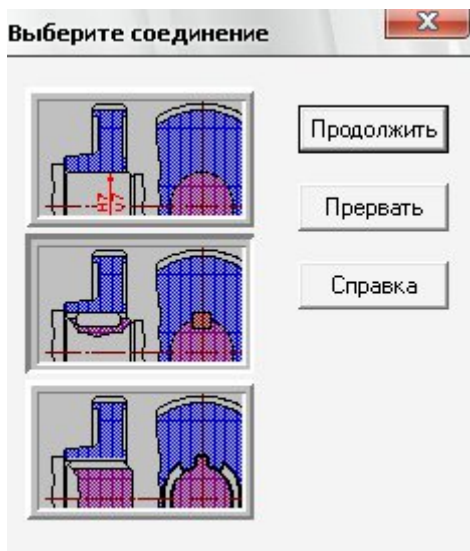 Выберите соединение
Продолжить
Прервать
Справка